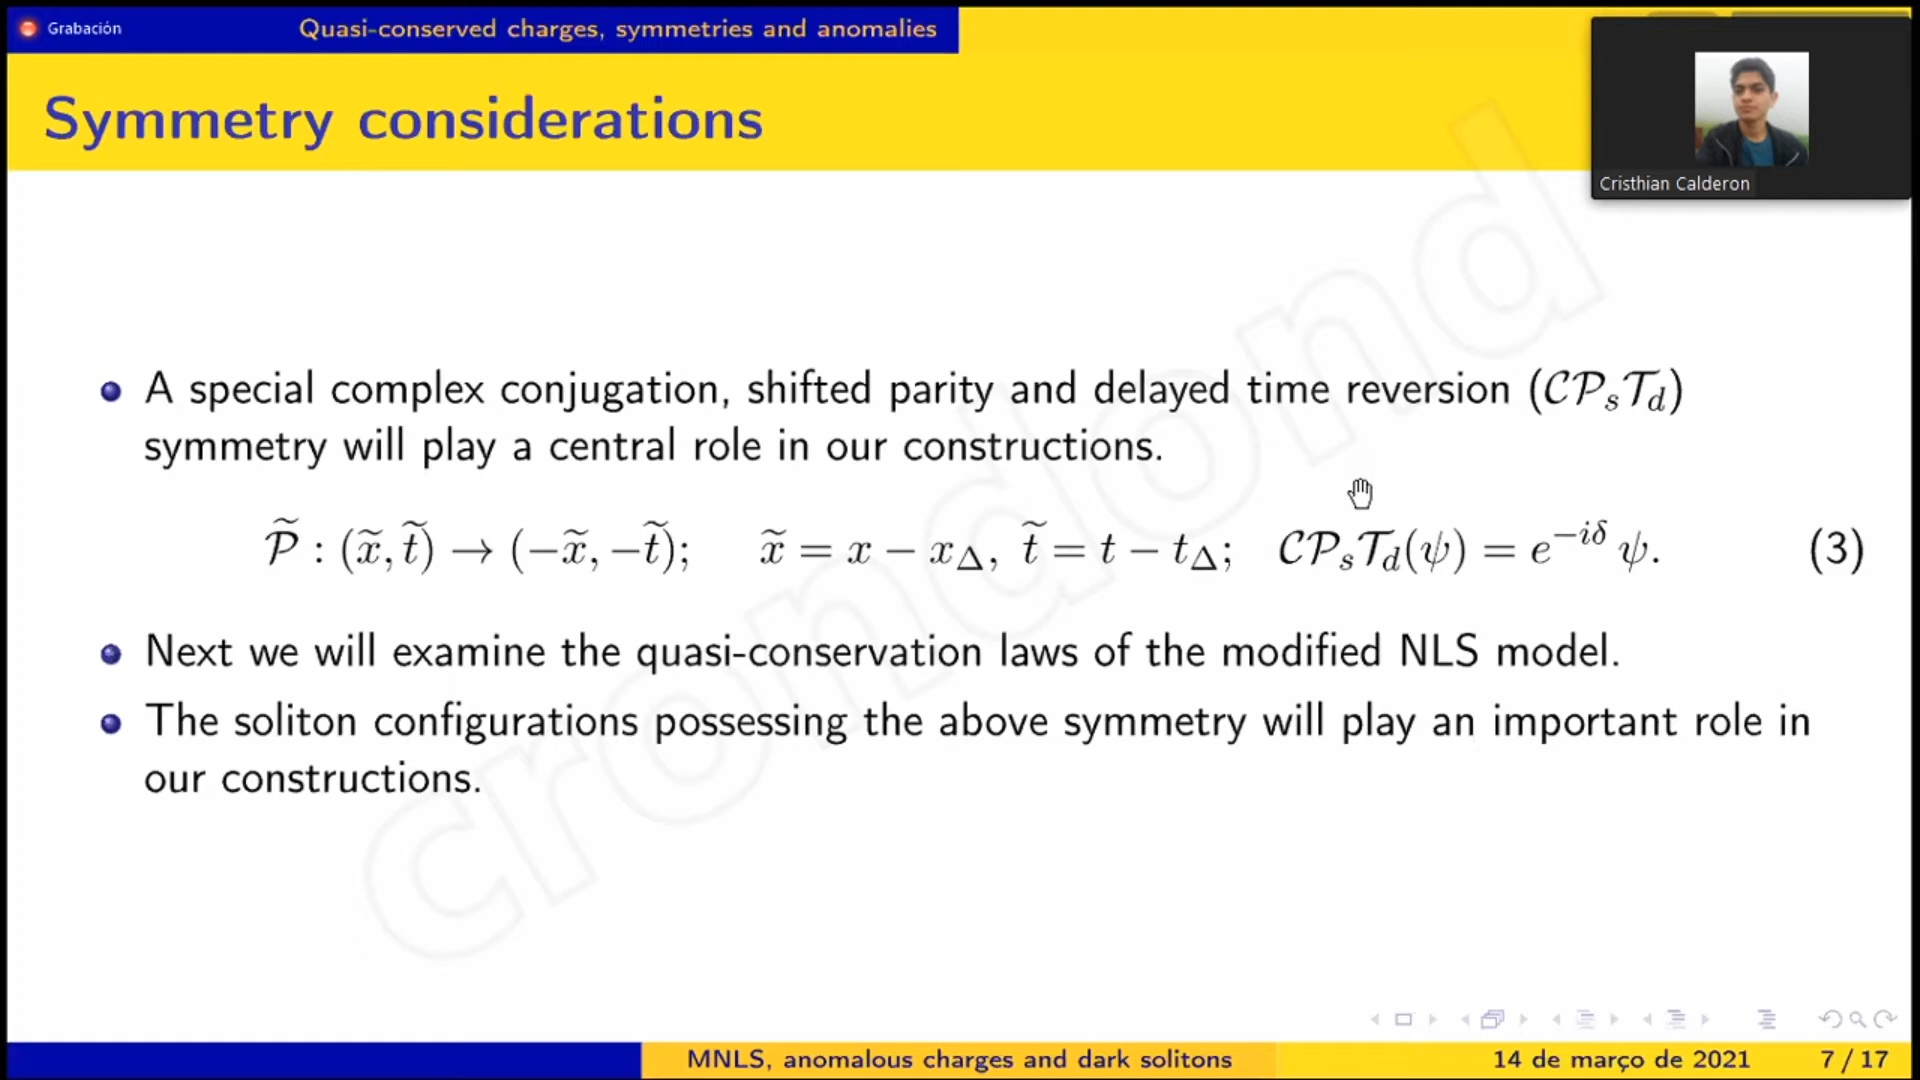 Grabación
Quasi-conserved charges, symmetries and anomalies
Symmetry considerations
Cristhian Calderon
A special complex conjugation, shifted parity and delayed time reversion (𝒞𝒫ₛ𝒯_d)
symmetry will play a central role in our constructions.
𝒫̃ : (x̃, t̃) → (−x̃, −t̃); x̃ = x − x_Δ, t̃ = t − t_Δ; 𝒞𝒫ₛ𝒯_d(ψ) = e^{−iδ} ψ. (3)
Next we will examine the quasi-conservation laws of the modified NLS model.
The soliton configurations possessing the above symmetry will play an important role in
our constructions.
crondond
MNLS, anomalous charges and dark solitons
14 de março de 2021
7 / 17